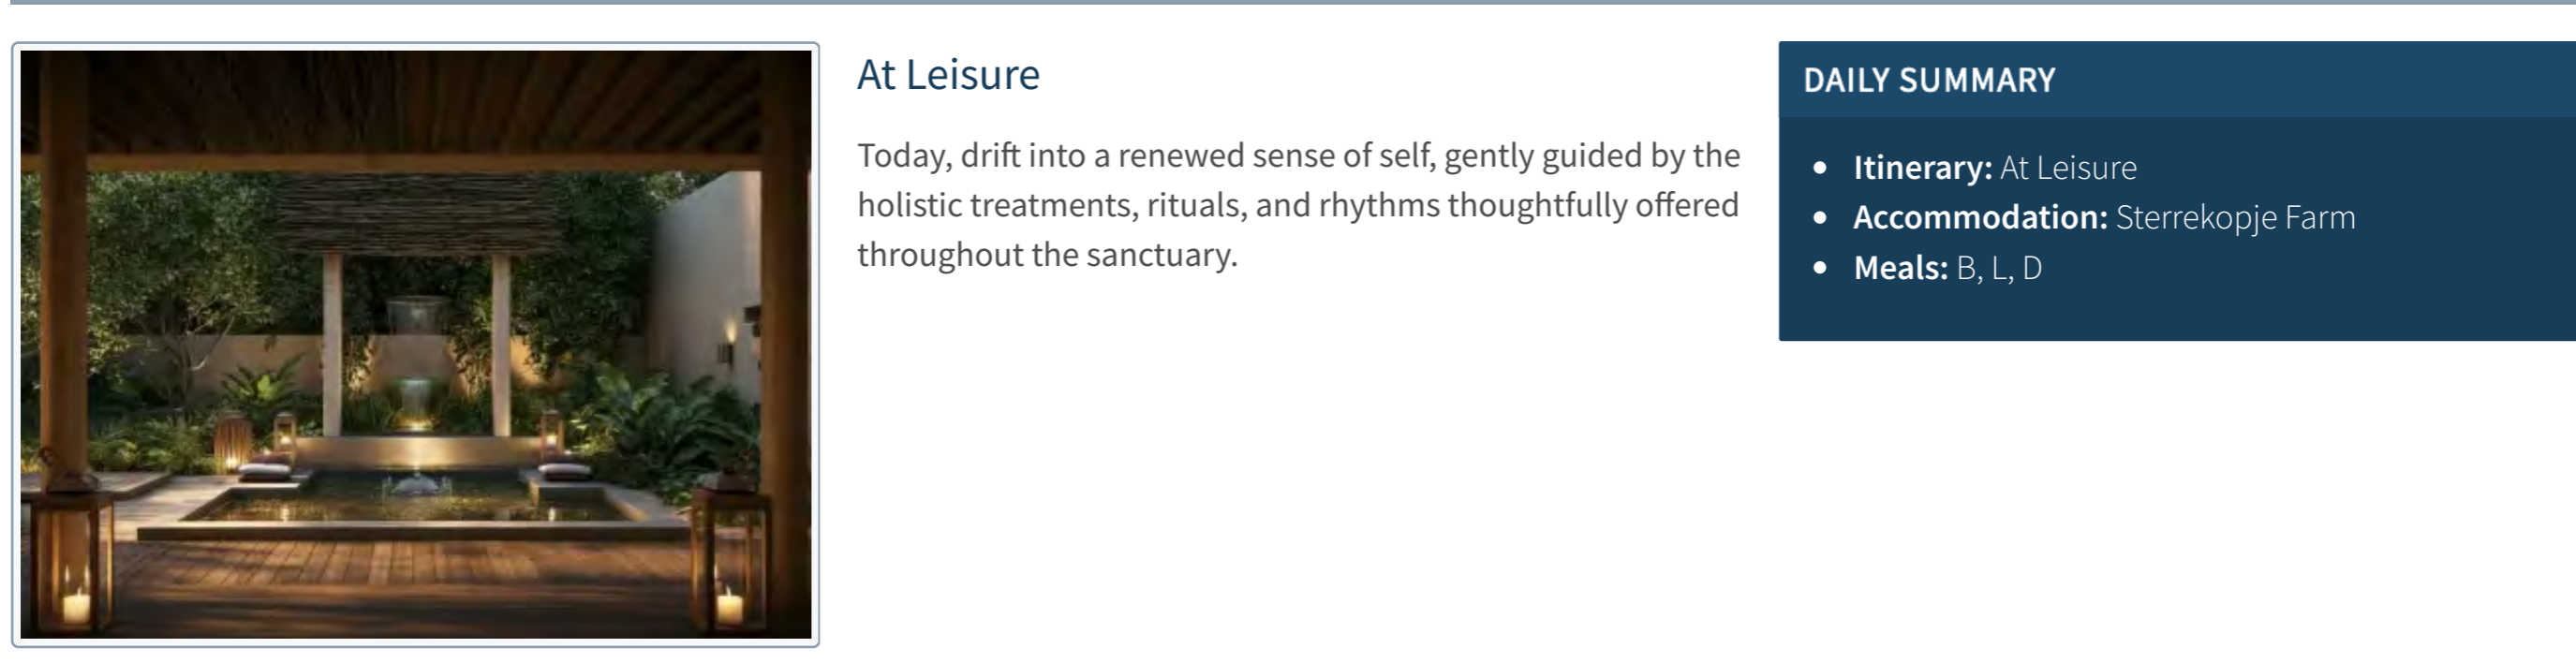 At Leisure
Today, drift into a renewed sense of self, gently guided by the
holistic treatments, rituals, and rhythms thoughtfully offered
throughout the sanctuary.
DAILY SUMMARY
• Itinerary: At Leisure
• Accommodation: Sterrekopje Farm
• Meals: B, L, D